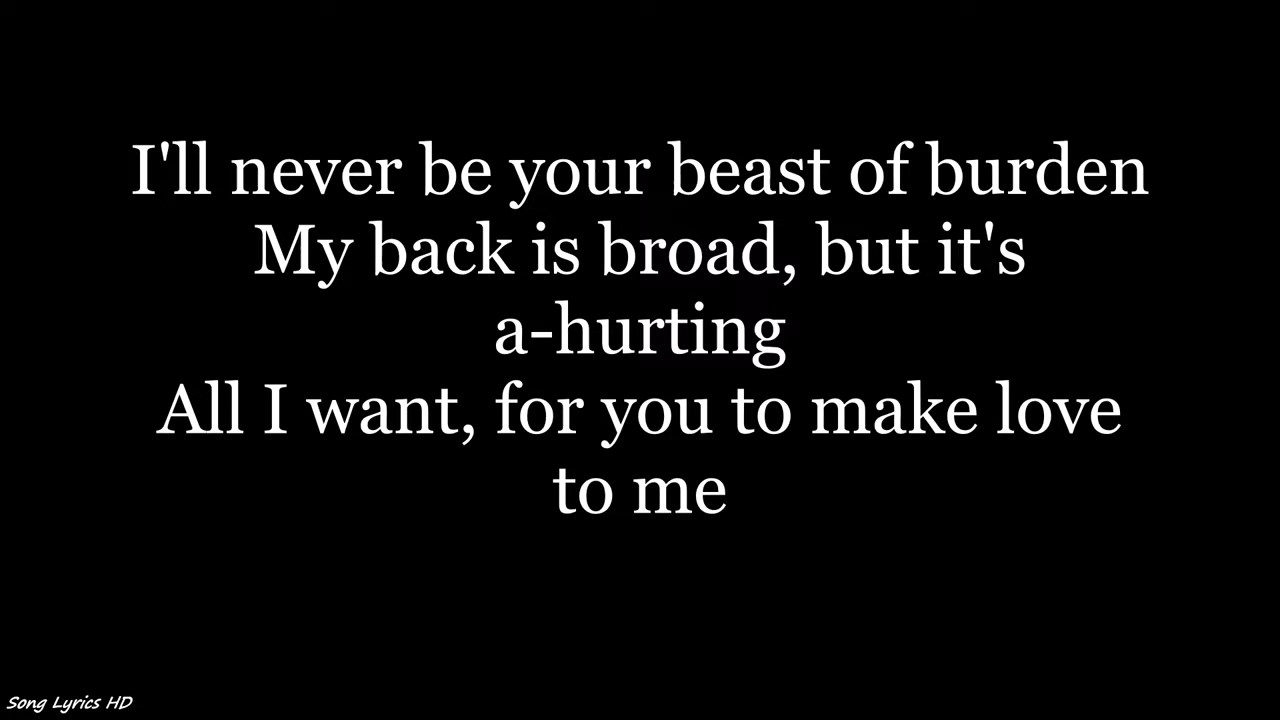 I'll never be your beast of burden
My back is broad, but it's
a-hurting
All I want, for you to make love
to me
Song Lyrics HD